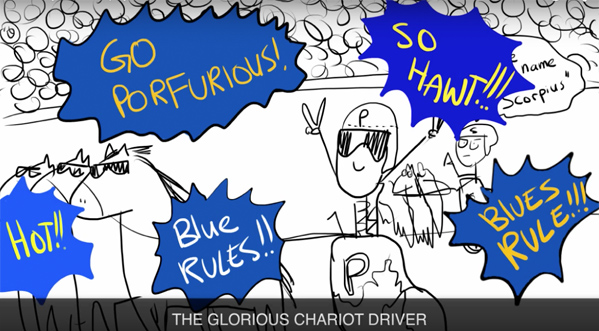 GO
PORFURIOUS!
SO
HAWT!!!
name
Scorpius"
P
HOT!!
Blue
RULES!!
BLUES
RULE!!!
P
THE GLORIOUS CHARIOT DRIVER